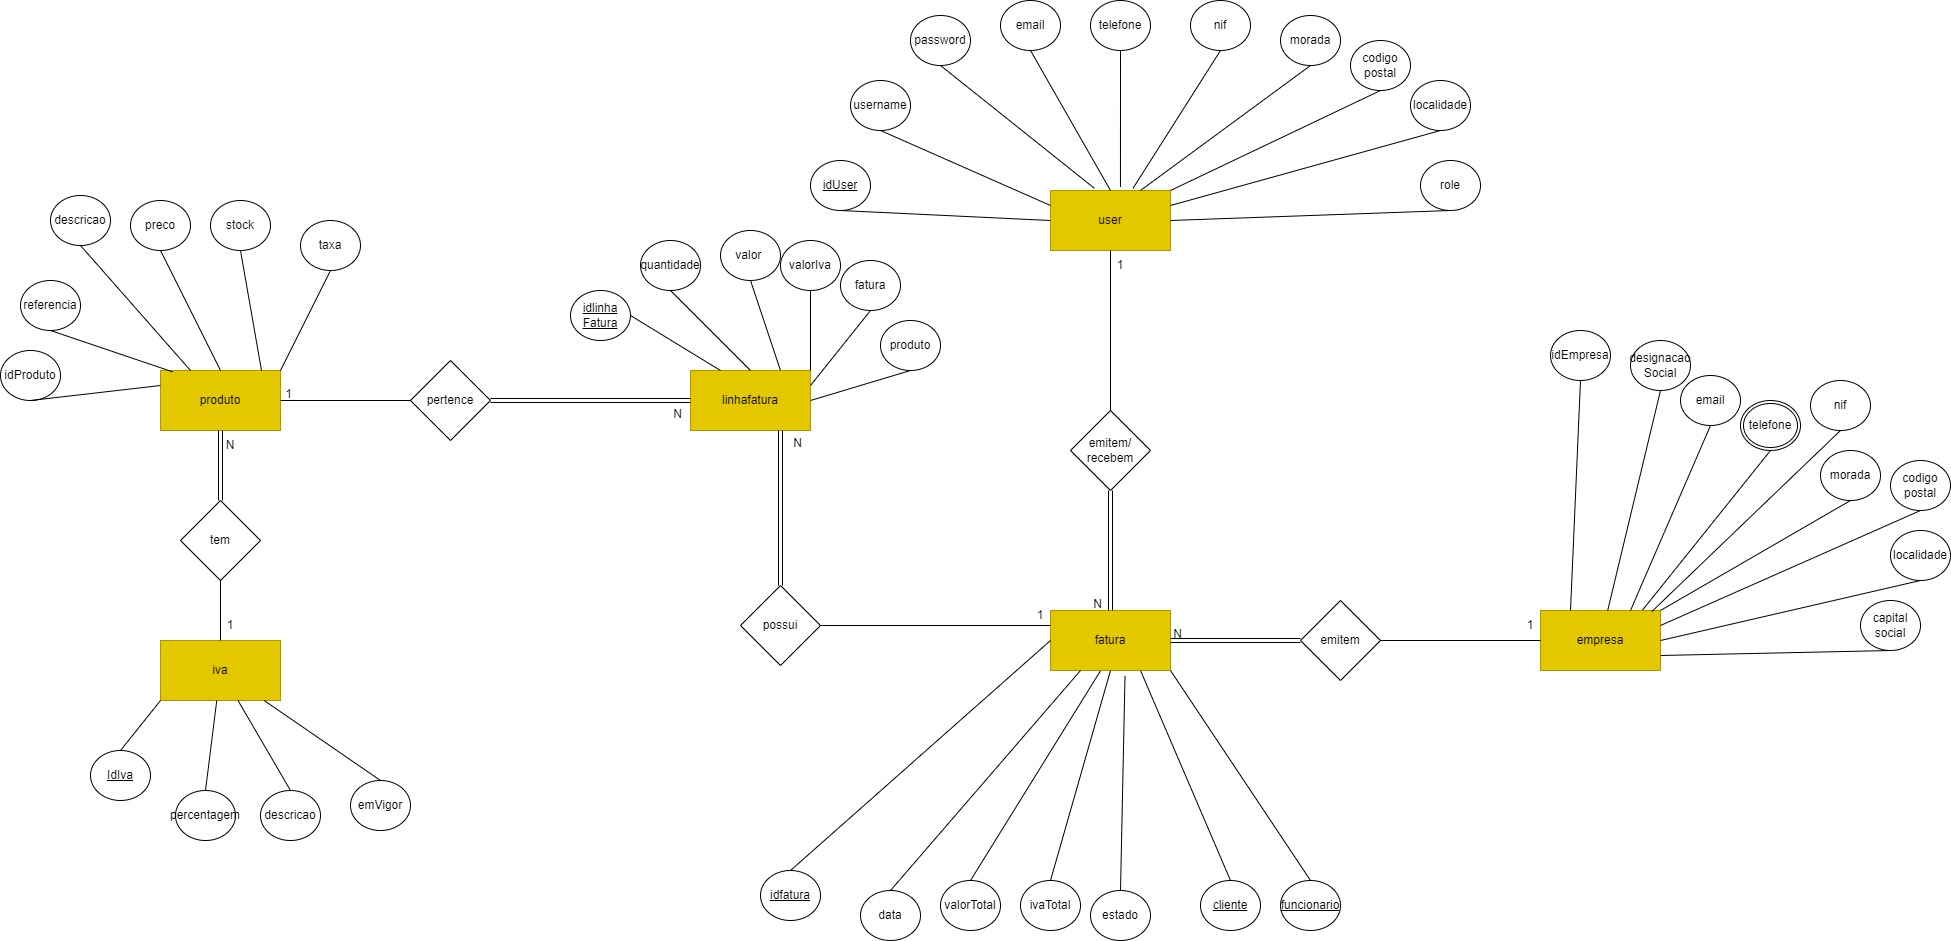 email
telefone
nif
password
morada
codigo
postal
username
localidade
idUser
role
user
1
descricao
preco
stock
taxa
referencia
idProduto
produto
1
N
pertence
quantidade
valor
valorIva
fatura
idlinha
Fatura
produto
linhafatura
N
N
emitem/
recebem
idEmpresa
designacao
Social
email
telefone
nif
morada
codigo
postal
localidade
capital
social
tem
1
iva
possui
1
N
fatura
N
emitem
1
empresa
IdIva
percentagem
descricao
emVigor
idfatura
data
valorTotal
ivaTotal
estado
cliente
funcionario